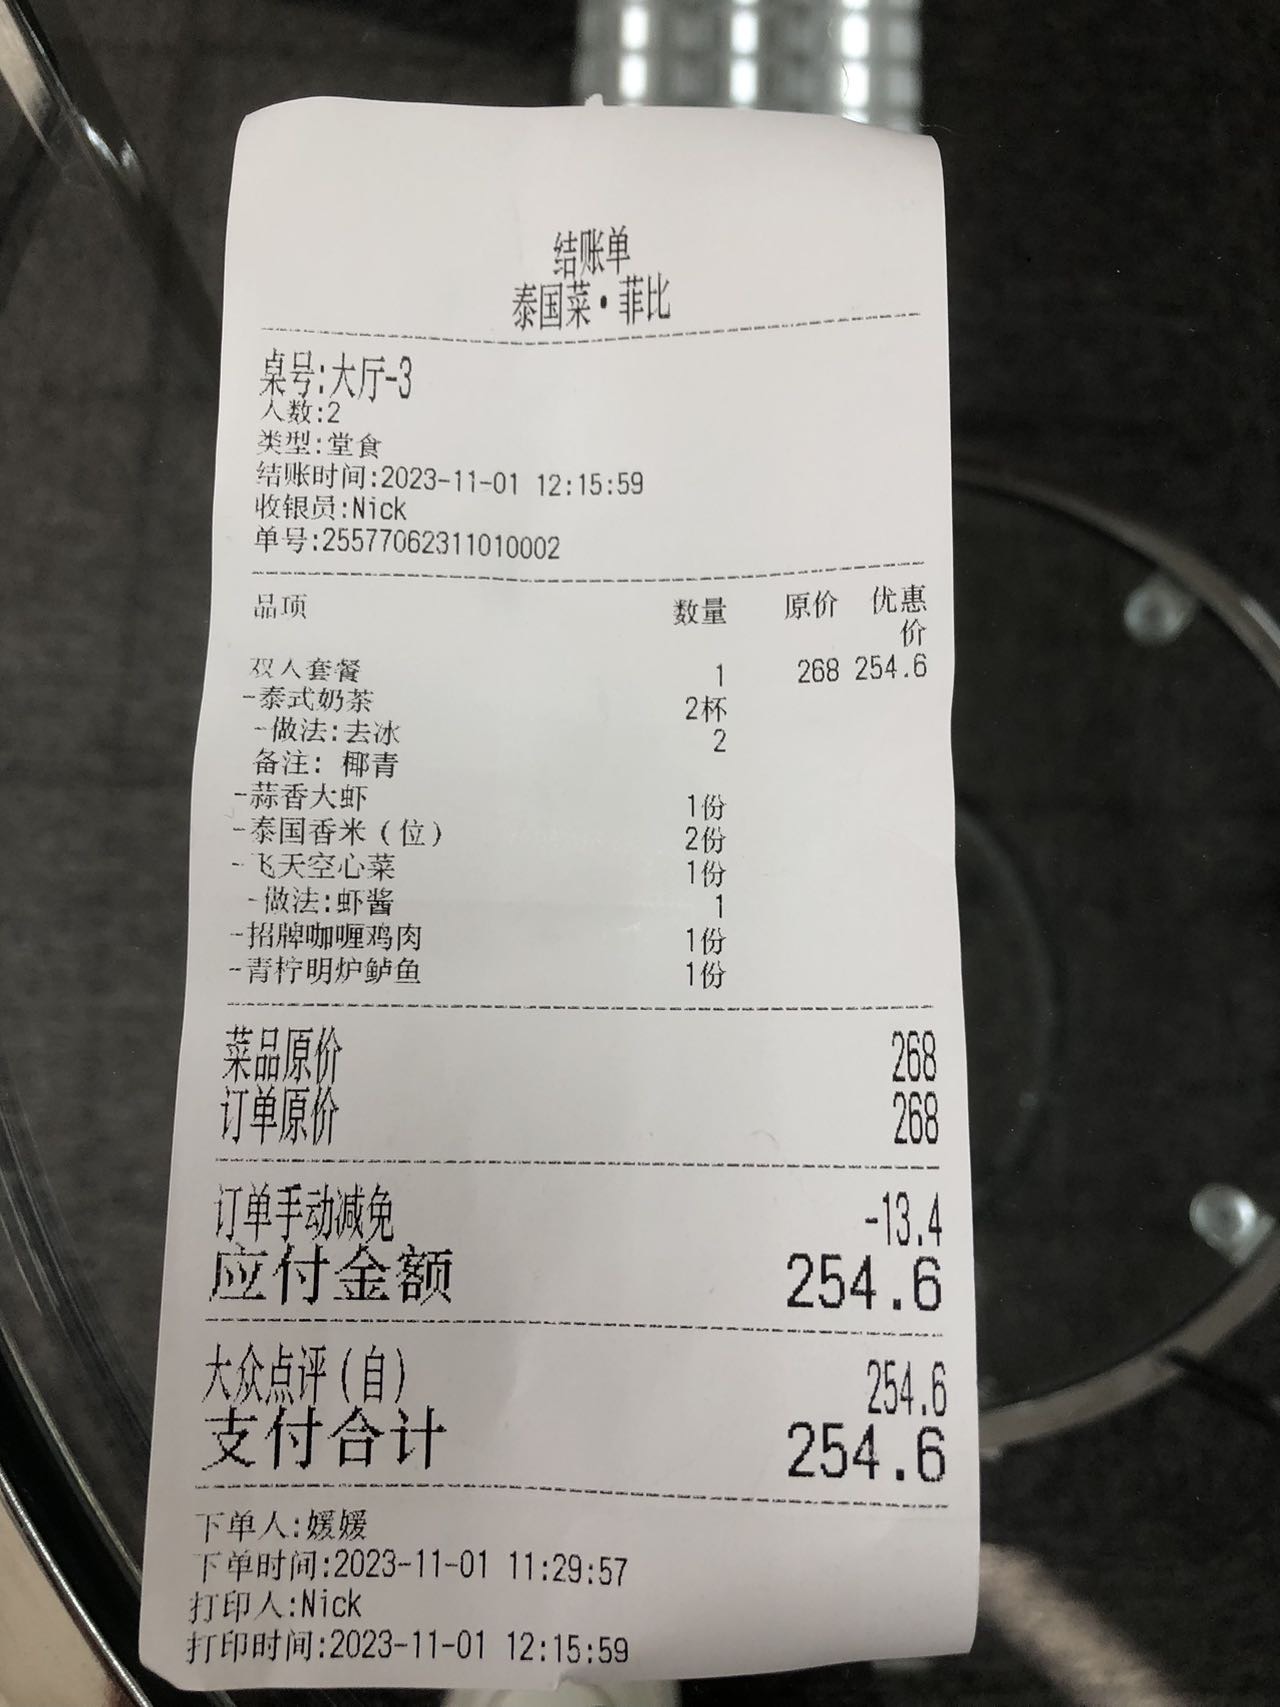 结账单
泰国菜·菲比
桌号:大厅-3
人数:2
类型:堂食
结账时间:2023-11-01 12:15:59
收银员:Nick
单号:25577062311010002
品项 数量 原价 优惠价
双人套餐 1 268 254.6
-泰式奶茶 2杯
-做法:去冰 2
备注: 椰青
-蒜香大虾 1份
-泰国香米（位） 2份
-飞天空心菜 1份
-做法:虾酱 1
-招牌咖喱鸡肉 1份
-青柠明炉鲈鱼 1份
菜品原价 268
订单原价 268
订单手动减免 -13.4
应付金额 254.6
大众点评(自) 254.6
支付合计 254.6
下单人:媛媛
下单时间:2023-11-01 11:29:57
打印人:Nick
打印时间:2023-11-01 12:15:59